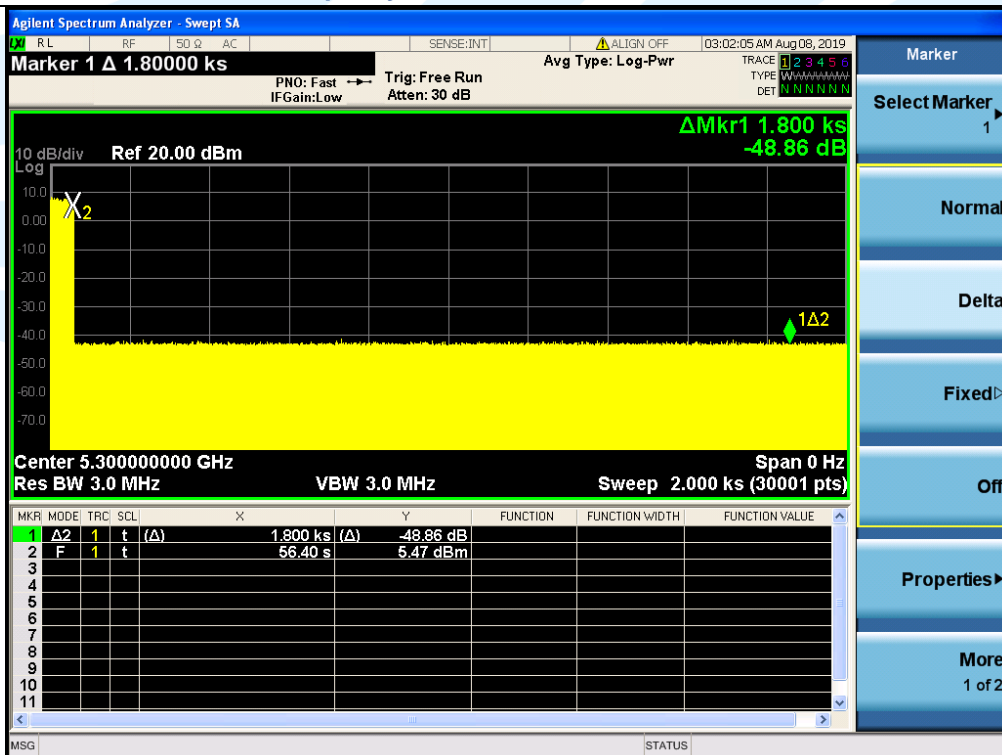 Agilent Spectrum Analyzer - Swept SA
LXI RL RF 50 Ω AC SENSE:INT ALIGN OFF 03:02:05 AM Aug 08, 2019
Marker 1 Δ 1.80000 ks
PNO: Fast
IFGain:Low
Trig: Free Run
Atten: 30 dB
Avg Type: Log-Pwr
TRACE 1 2 3 4 5 6
TYPE W
DET N N N N N N
ΔMkr1 1.800 ks
-48.86 dB
10 dB/div Ref 20.00 dBm
Log
10.0
0.00
-10.0
-20.0
-30.0
-40.0
-50.0
-60.0
-70.0
X2
1Δ2
Center 5.300000000 GHz Span 0 Hz
Res BW 3.0 MHz VBW 3.0 MHz Sweep 2.000 ks (30001 pts)
MKR MODE TRC SCL X Y FUNCTION FUNCTION WIDTH FUNCTION VALUE
1 Δ2 1 t (Δ) 1.800 ks (Δ) -48.86 dB
2 F 1 t 56.40 s 5.47 dBm
3
4
5
6
7
8
9
10
11
MSG STATUS
Marker
Select Marker
1
Normal
Delta
Fixed
Off
Properties
More
1 of 2